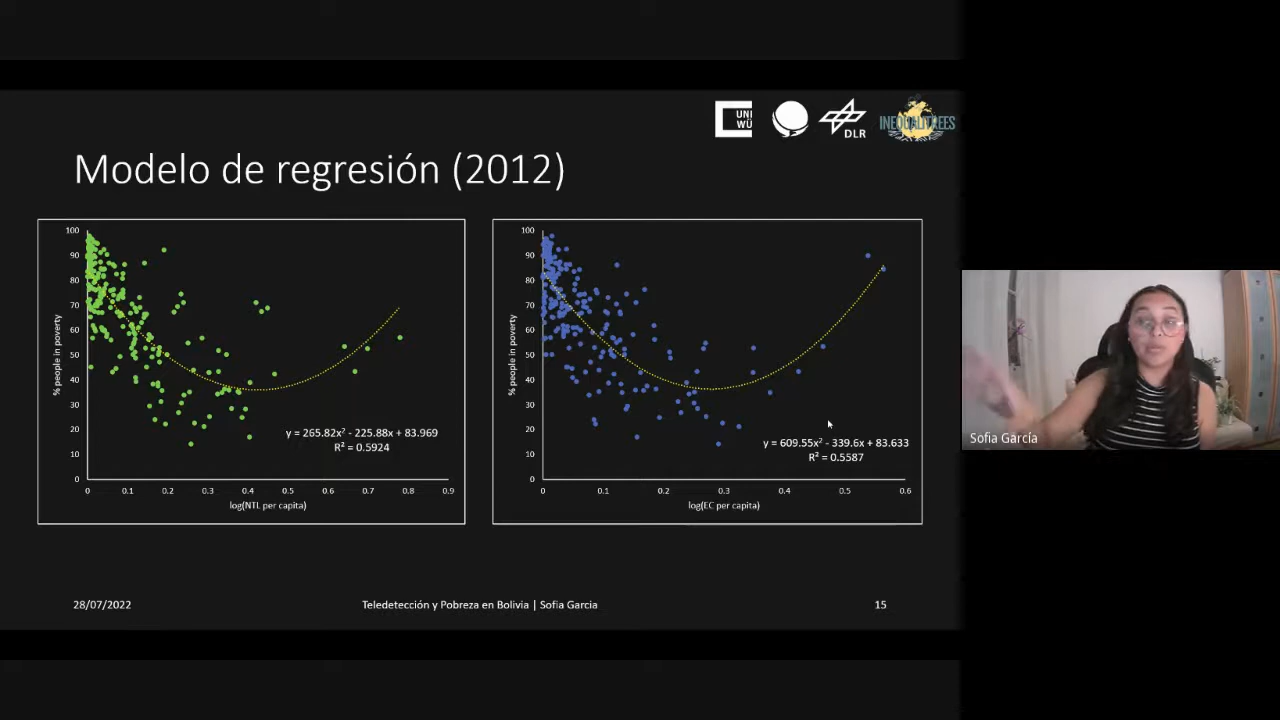 UNI
WÜ
DLR
INEQUALITREES
Modelo de regresión (2012)
100
90
80
70
60
50
40
30
20
10
0
% people in poverty
0
0.1
0.2
0.3
0.4
0.5
0.6
0.7
0.8
0.9
log(NTL per capita)
y = 265.82x² - 225.88x + 83.969
R² = 0.5924
100
90
80
70
60
50
40
30
20
10
0
% people in poverty
0
0.1
0.2
0.3
0.4
0.5
0.6
log(EC per capita)
y = 609.55x² - 339.6x + 83.633
R² = 0.5587
Sofia García
28/07/2022
Teledetección y Pobreza en Bolivia | Sofia Garcia
15